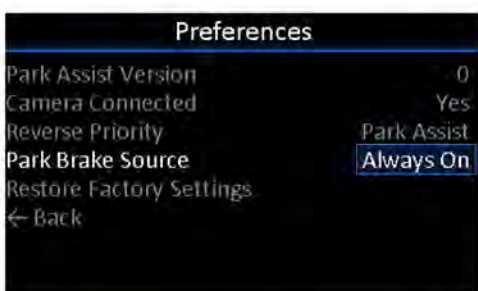 Preferences
Park Assist Version 0
Camera Connected Yes
Reverse Priority Park Assist
Park Brake Source Always On
Restore Factory Settings
← Back